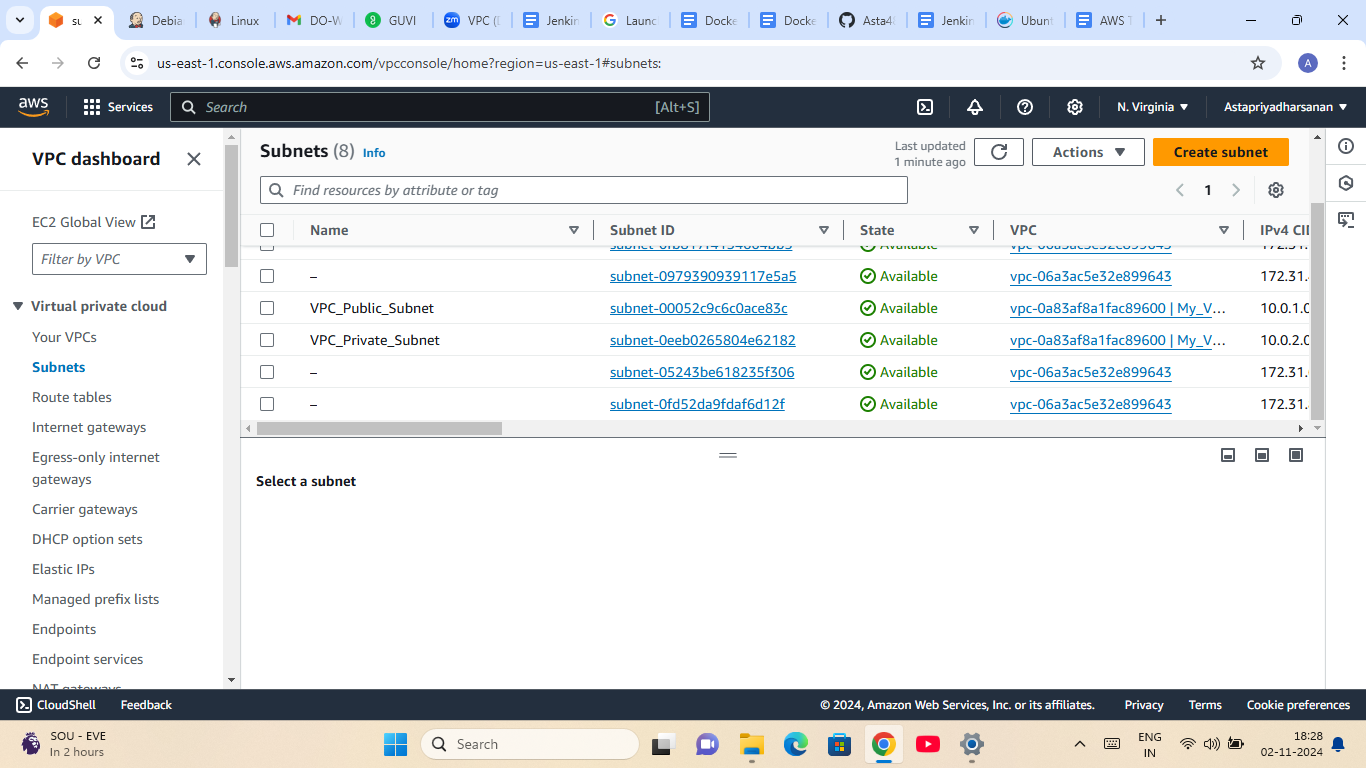 su
Debia
Linux
DO-W
GUVI
zm
VPC (D
Jenkin
Launc
Docke
Docke
Asta4
Jenkin
Ubunt
AWS T
us-east-1.console.aws.amazon.com/vpcconsole/home?region=us-east-1#subnets:
A
aws
Services
Search
[Alt+S]
N. Virginia
Astapriyadharsanan
VPC dashboard
EC2 Global View
Filter by VPC
Virtual private cloud
Your VPCs
Subnets
Route tables
Internet gateways
Egress-only internet
gateways
Carrier gateways
DHCP option sets
Elastic IPs
Managed prefix lists
Endpoints
Endpoint services
NAT gateways
Subnets (8) Info
Last updated
1 minute ago
Actions
Create subnet
Find resources by attribute or tag
1
Name Subnet ID State VPC IPv4 CII
Available
– subnet-0979390939117e5a5 Available vpc-06a3ac5e32e899643 172.31.
VPC_Public_Subnet subnet-00052c9c6c0ace83c Available vpc-0a83af8a1fac89600 | My_V... 10.0.1.0
VPC_Private_Subnet subnet-0eeb0265804e62182 Available vpc-0a83af8a1fac89600 | My_V... 10.0.2.0
– subnet-05243be618235f306 Available vpc-06a3ac5e32e899643 172.31.
– subnet-0fd52da9fdaf6d12f Available vpc-06a3ac5e32e899643 172.31.
Select a subnet
CloudShell
Feedback
© 2024, Amazon Web Services, Inc. or its affiliates.
Privacy
Terms
Cookie preferences
SOU - EVE
In 2 hours
Search
ENG
IN
18:28
02-11-2024